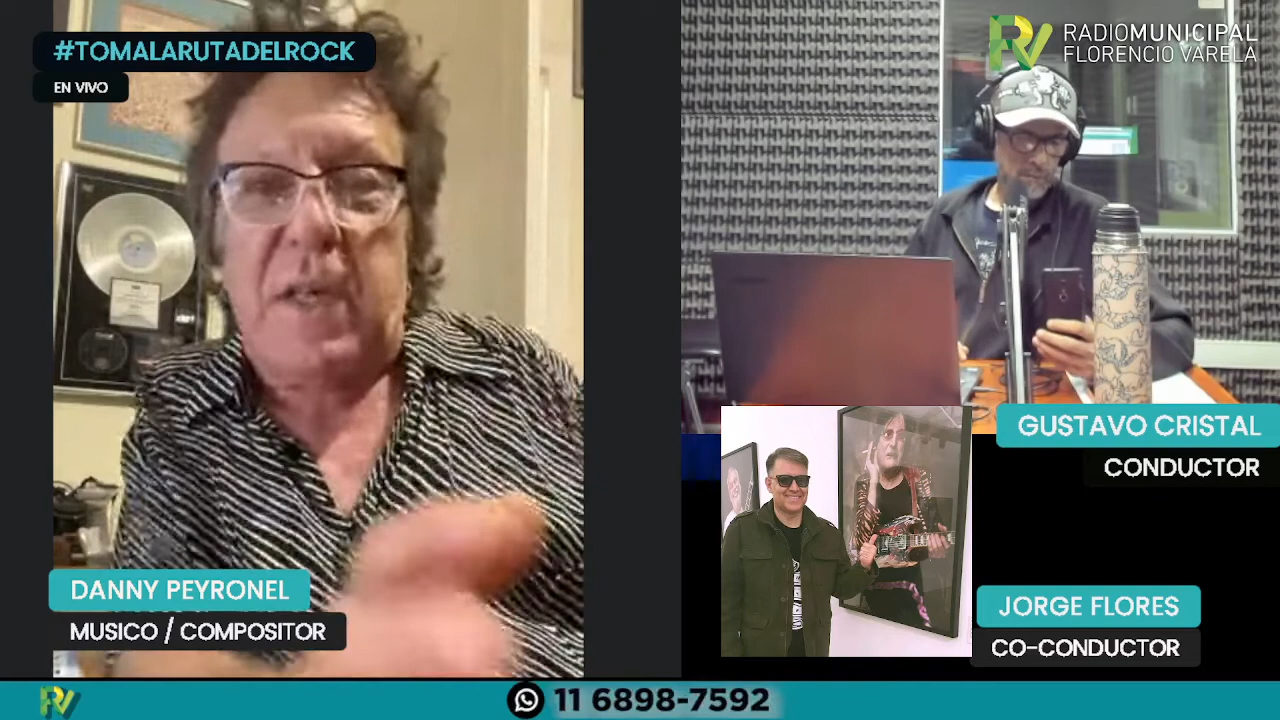 #TOMALARUTADELROCK
EN VIVO
RADIOMUNICIPAL
FLORENCIO VARELA
GUSTAVO CRISTAL
CONDUCTOR
DANNY PEYRONEL
MUSICO / COMPOSITOR
JORGE FLORES
CO-CONDUCTOR
11 6898-7592